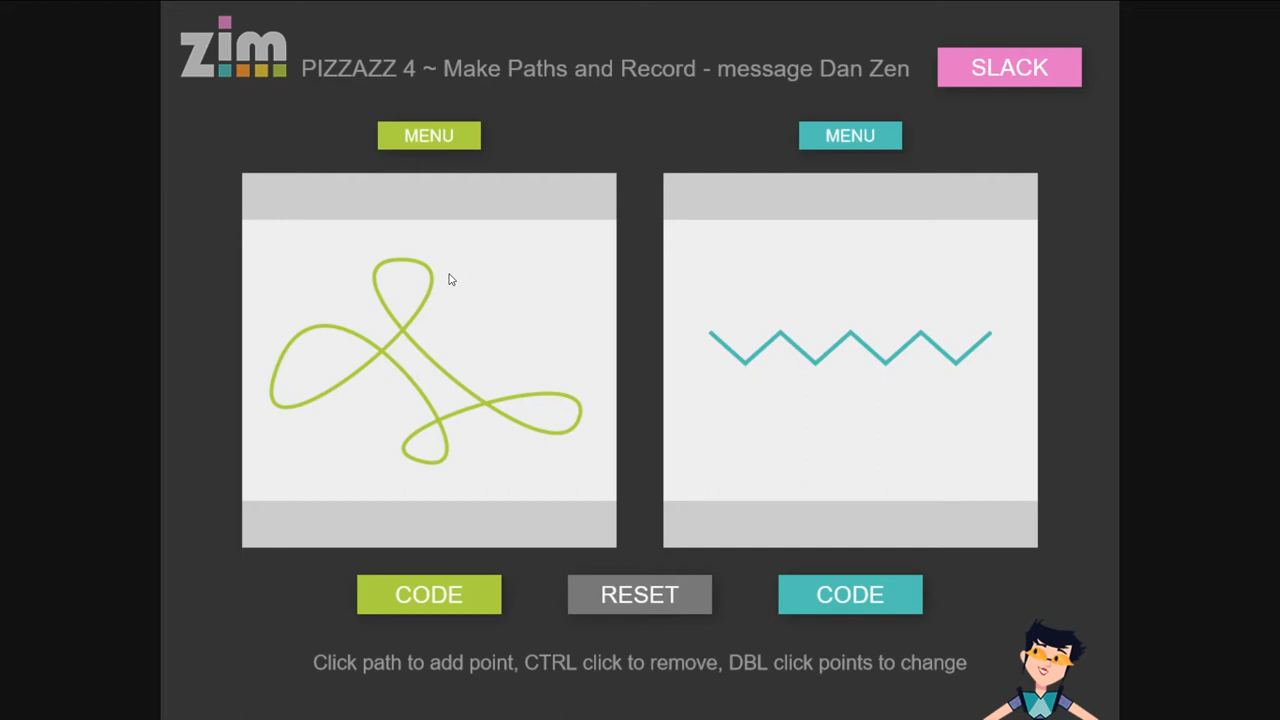 zim
PIZZAZZ 4 ~ Make Paths and Record - message Dan Zen
SLACK
MENU
MENU
CODE
RESET
CODE
Click path to add point, CTRL click to remove, DBL click points to change